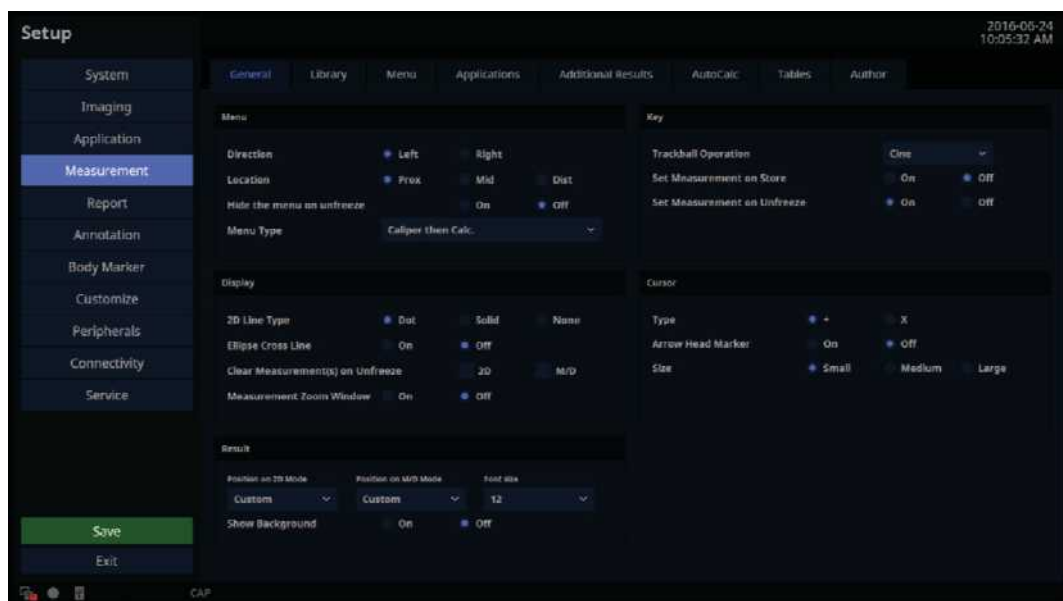 Setup
2016-06-24
10:05:32 AM
System
Imaging
Application
Measurement
Report
Annotation
Body Marker
Customize
Peripherals
Connectivity
Service
Save
Exit
General Library Menu Applications Additional Results AutoCalc Tables Author
Menu
Direction Left Right
Location Prox Mid Dist
Hide the menu on unfreeze On Off
Menu Type Caliper then Calc.
Key
Trackball Operation Cine
Set Measurement on Store On Off
Set Measurement on Unfreeze On Off
Display
2D Line Type Dot Solid None
Ellipse Cross Line On Off
Clear Measurement(s) on Unfreeze 2D M/D
Measurement Zoom Window On Off
Cursor
Type + X
Arrow Head Marker On Off
Size Small Medium Large
Result
Position on 2D Mode Position on M/D Mode Font size
Custom Custom 12
Show Background On Off
CAP